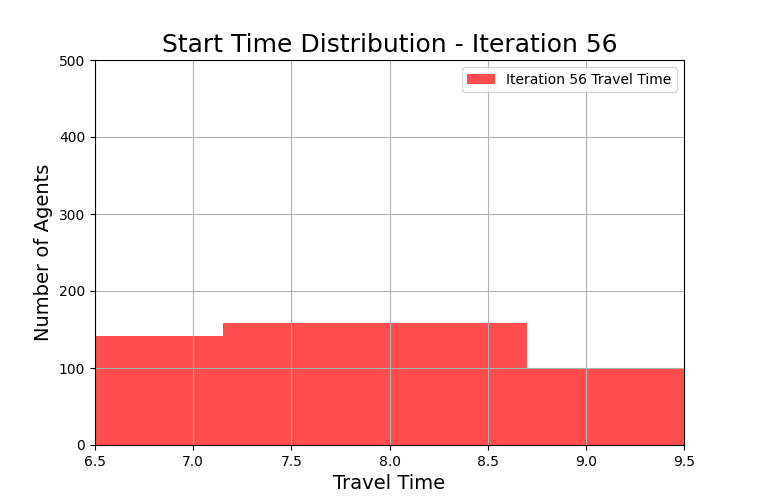 Start Time Distribution - Iteration 56
Iteration 56 Travel Time
Number of Agents
500
400
300
200
100
0
6.5 7.0 7.5 8.0 8.5 9.0 9.5
Travel Time